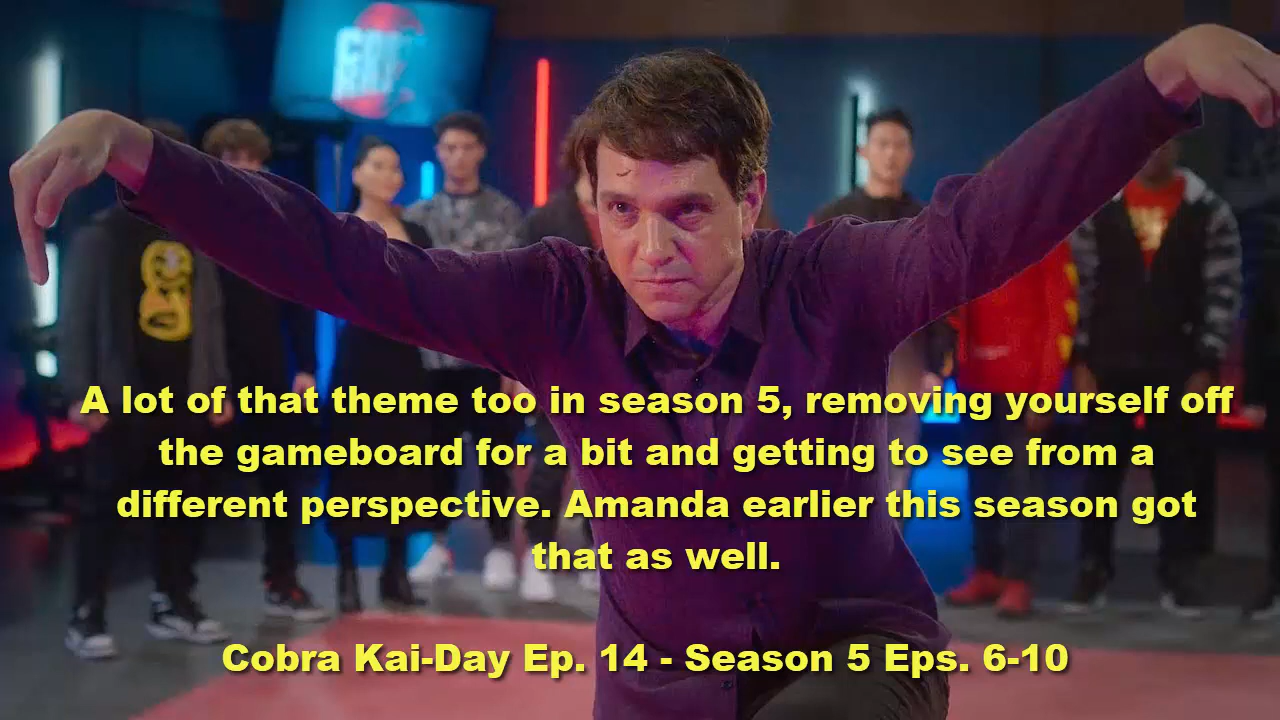 A lot of that theme too in season 5, removing yourself off
the gameboard for a bit and getting to see from a
different perspective. Amanda earlier this season got
that as well.
Cobra Kai-Day Ep. 14 - Season 5 Eps. 6-10